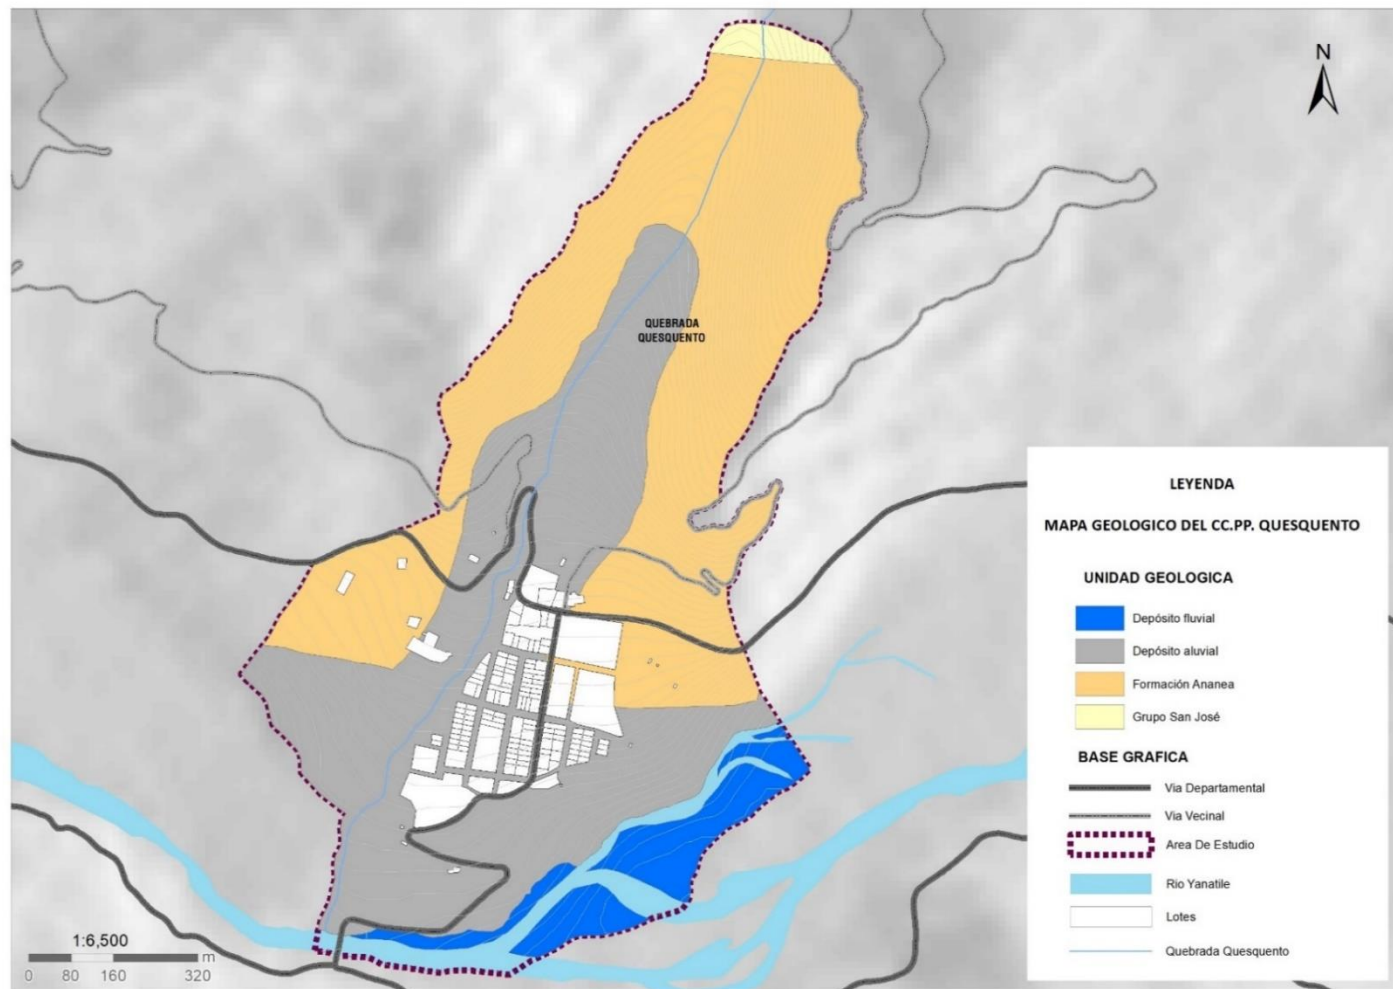 N
QUEBRADA
QUESQUENTO
LEYENDA
MAPA GEOLOGICO DEL CC.PP. QUESQUENTO
UNIDAD GEOLOGICA
Depósito fluvial
Depósito aluvial
Formación Ananea
Grupo San José
BASE GRAFICA
Via Departamental
Via Vecinal
Area De Estudio
Rio Yanatile
Lotes
Quebrada Quesquento
1:6,500
m
0 80 160 320